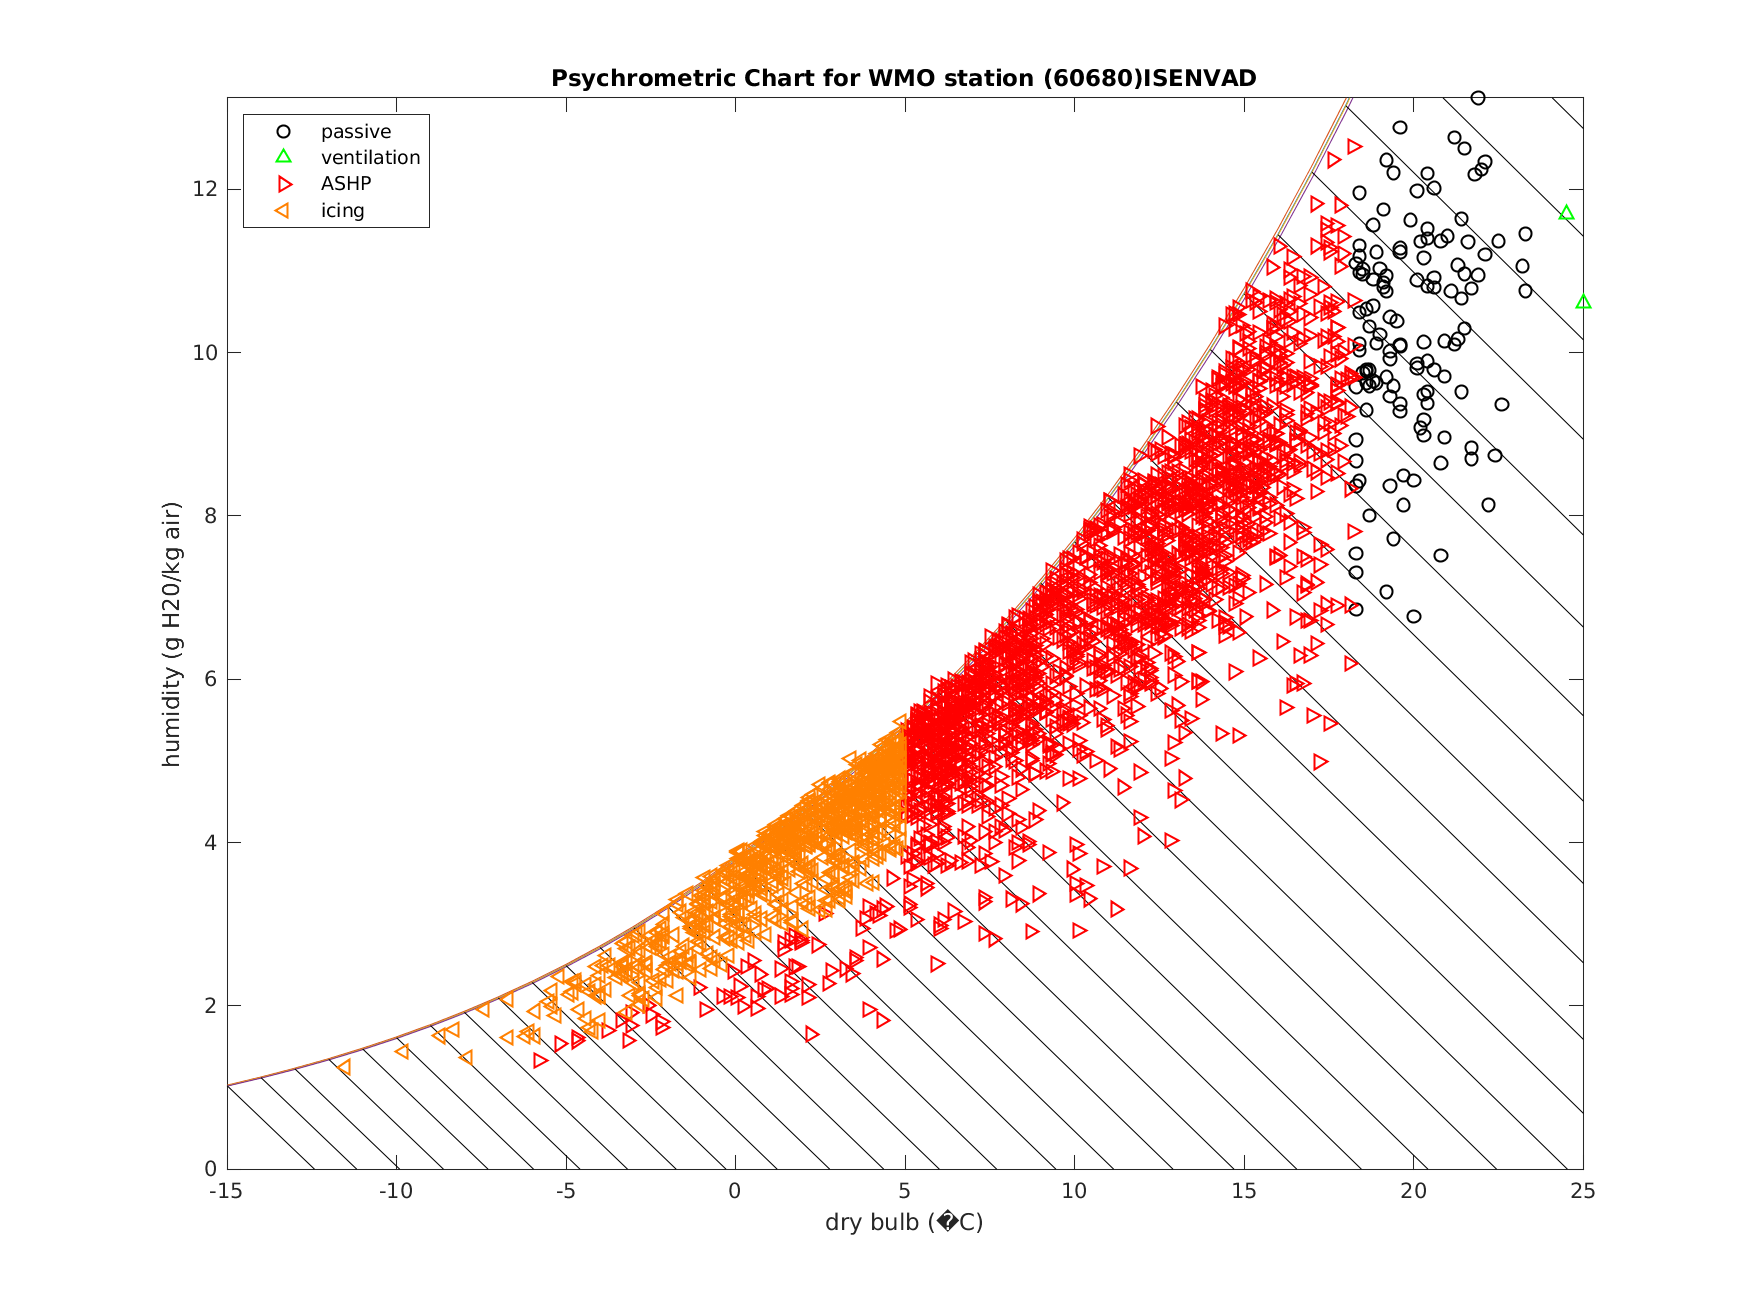 Psychrometric Chart for WMO station (60680)ISENVAD
passive
ventilation
ASHP
icing
12
10
8
6
4
2
0
humidity (g H20/kg air)
-15 -10 -5 0 5 10 15 20 25
dry bulb (�C)